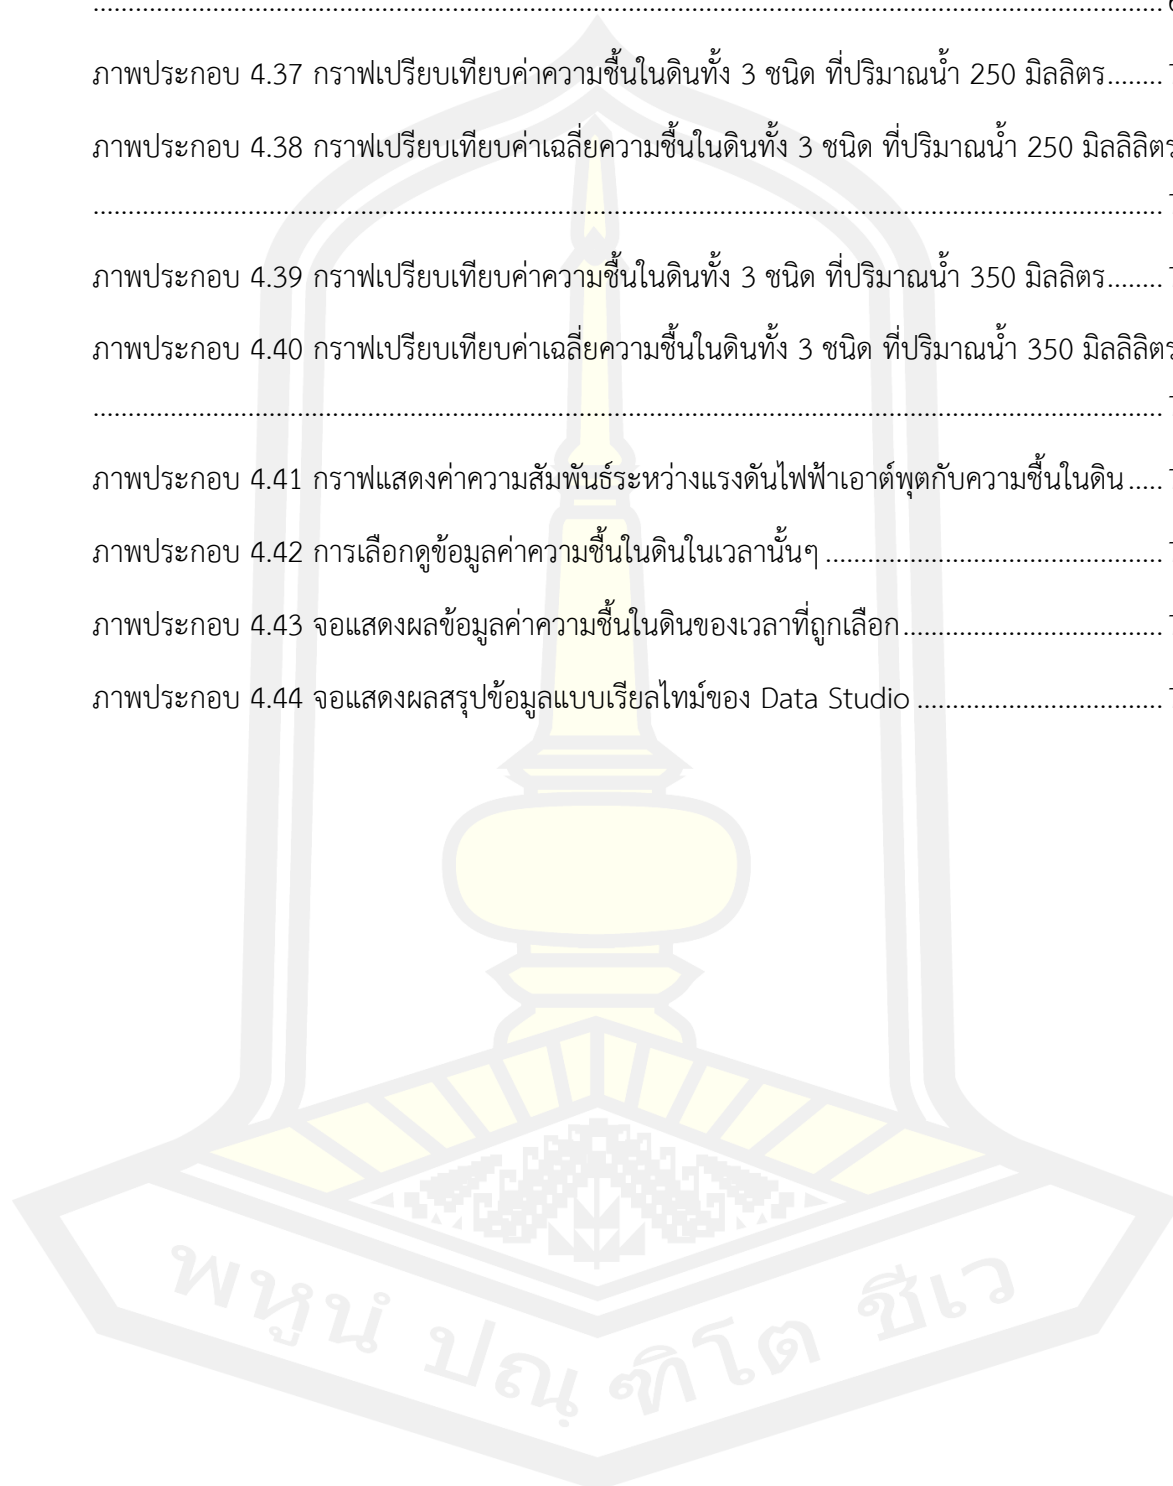 ภาพประกอบ 4.37 กราฟเปรียบเทียบค่าความชื้นในดินทั้ง 3 ชนิด ที่ปริมาณน้ำ 250 มิลลิตร........
ภาพประกอบ 4.38 กราฟเปรียบเทียบค่าเฉลี่ยความชื้นในดินทั้ง 3 ชนิด ที่ปริมาณน้ำ 250 มิลลิลิตร
ภาพประกอบ 4.39 กราฟเปรียบเทียบค่าความชื้นในดินทั้ง 3 ชนิด ที่ปริมาณน้ำ 350 มิลลิตร........
ภาพประกอบ 4.40 กราฟเปรียบเทียบค่าเฉลี่ยความชื้นในดินทั้ง 3 ชนิด ที่ปริมาณน้ำ 350 มิลลิลิตร
ภาพประกอบ 4.41 กราฟแสดงค่าความสัมพันธ์ระหว่างแรงดันไฟฟ้าเอาต์พุตกับความชื้นในดิน.....
ภาพประกอบ 4.42 การเลือกดูข้อมูลค่าความชื้นในดินในเวลานั้นๆ ................................................
ภาพประกอบ 4.43 จอแสดงผลข้อมูลค่าความชื้นในดินของเวลาที่ถูกเลือก.....................................
ภาพประกอบ 4.44 จอแสดงผลสรุปข้อมูลแบบเรียลไทม์ของ Data Studio ...................................
พหูนํ ปณฺ ฑิโต ชีเว